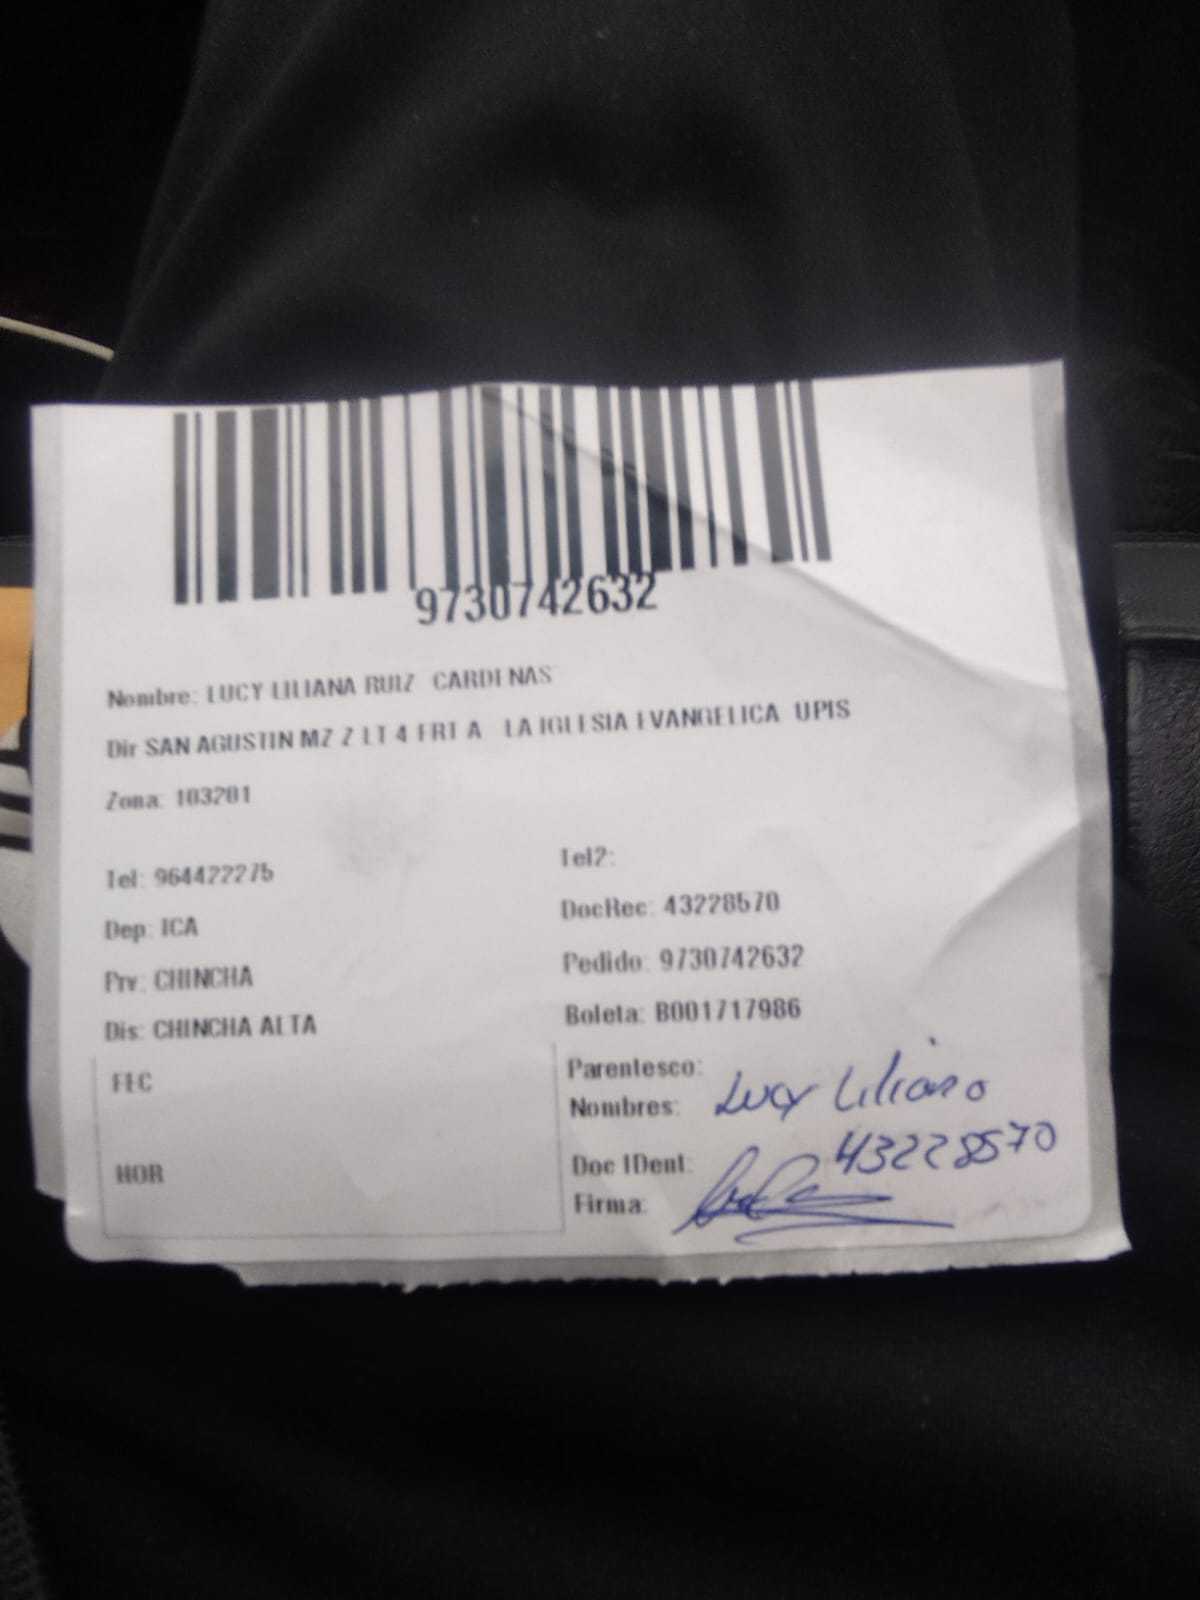 9730742632
Nombre: LUCY LILIANA RUIZ CARDENAS
Dir SAN AGUSTIN MZ Z LT 4 FRT A LA IGLESIA EVANGELICA UPIS
Zona: 103201
Tel: 964422275
Tel2:
Dep: ICA
DocRec: 43228570
Prv: CHINCHA
Pedido: 9730742632
Dis: CHINCHA ALTA
Boleta: B001717986
FEC
Parentesco:
Nombres: Lucy Liliana
HOR
Doc IDent: 43228570
Firma: